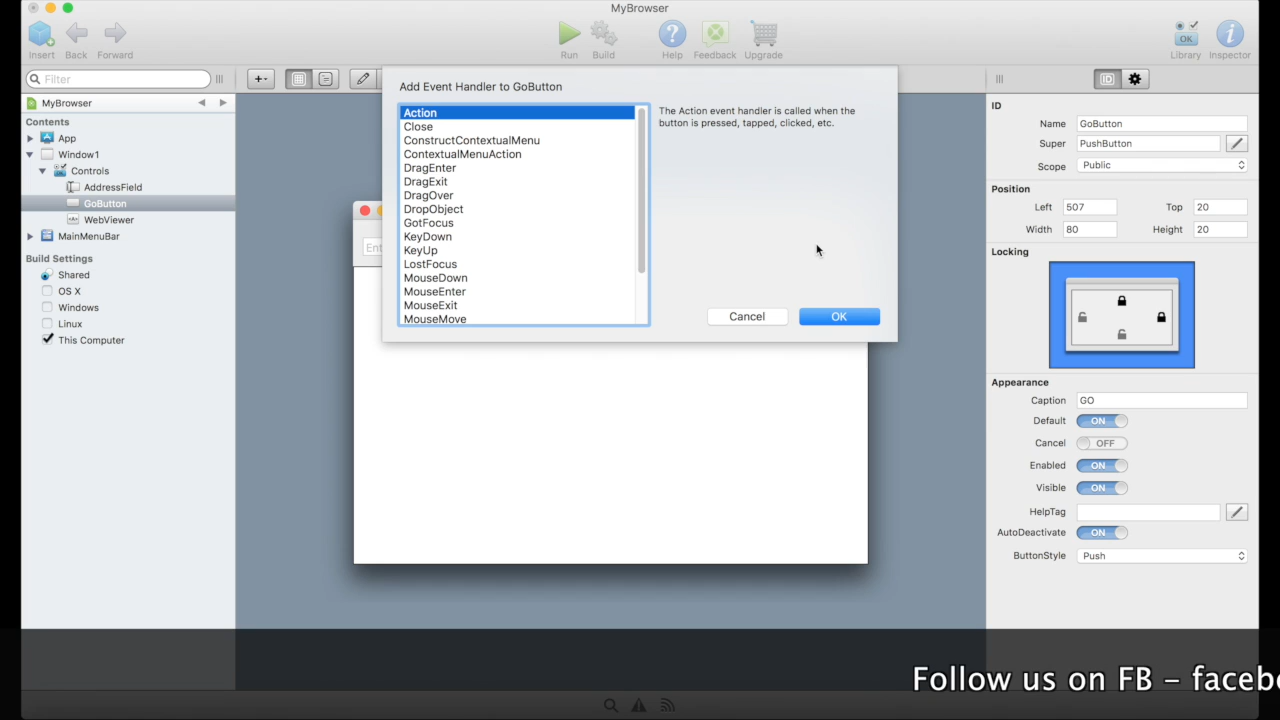 MyBrowser
Insert
Back
Forward
Run
Build
Help
Feedback
Upgrade
OK
Library
Inspector
Filter
MyBrowser
Contents
App
Window1
Controls
AddressField
GoButton
WebViewer
MainMenuBar
Build Settings
Shared
OS X
Windows
Linux
This Computer
Add Event Handler to GoButton
Action
Close
ConstructContextualMenu
ContextualMenuAction
DragEnter
DragExit
DragOver
DropObject
GotFocus
KeyDown
KeyUp
LostFocus
MouseDown
MouseEnter
MouseExit
MouseMove
The Action event handler is called when the
button is pressed, tapped, clicked, etc.
Cancel
OK
Ent
ID
ID
Name GoButton
Super PushButton
Scope Public
Position
Left 507 Top 20
Width 80 Height 20
Locking
Appearance
Caption GO
Default ON
Cancel OFF
Enabled ON
Visible ON
HelpTag
AutoDeactivate ON
ButtonStyle Push
Follow us on FB - facebo